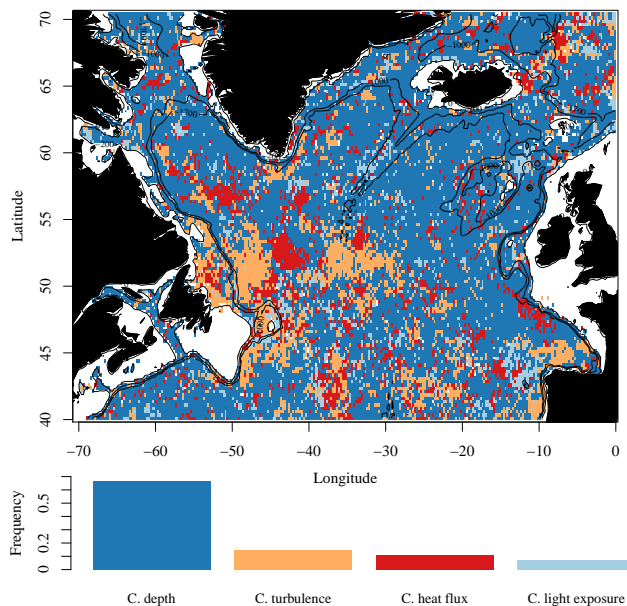 70
65
60
55
50
45
40
Latitude
−70
−60
−50
−40
−30
−20
−10
0
Longitude
Frequency
0.5
0.2
0
C. depth
C. turbulence
C. heat flux
C. light exposure